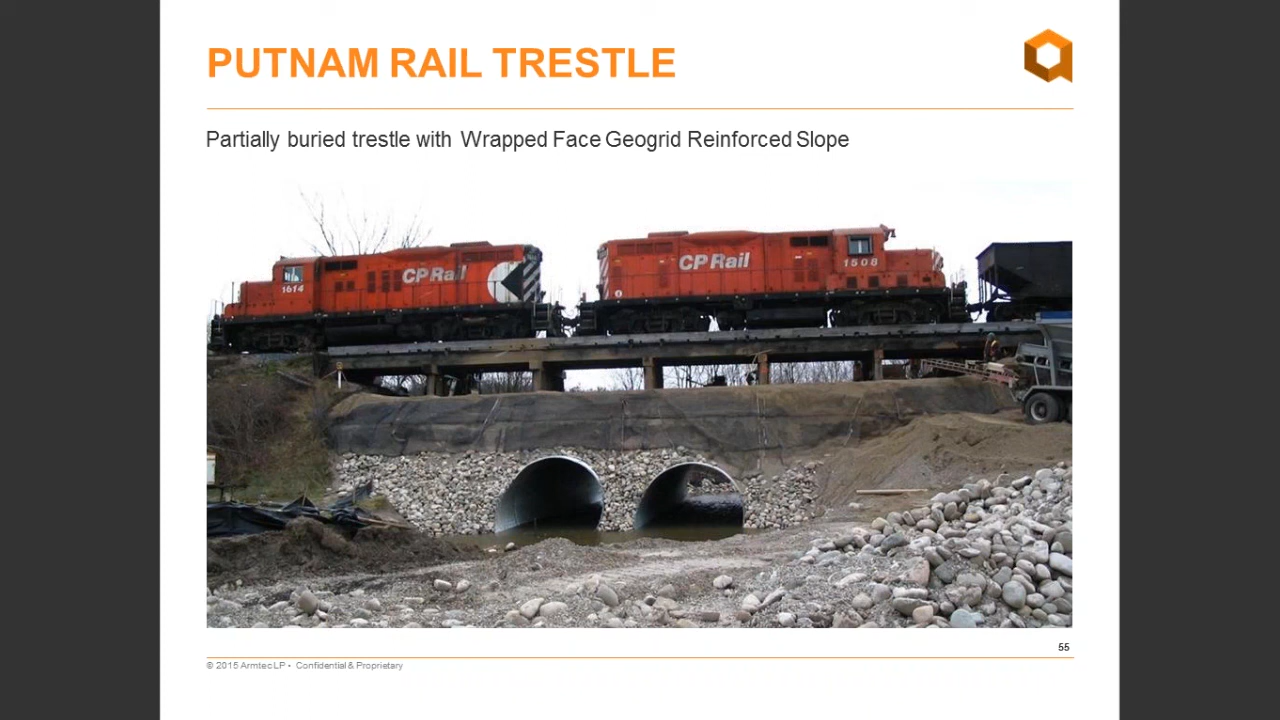 PUTNAM RAIL TRESTLE
Partially buried trestle with Wrapped Face Geogrid Reinforced Slope
CP Rail
1614
CP Rail
1508
55
© 2015 Armtec LP • Confidential & Proprietary